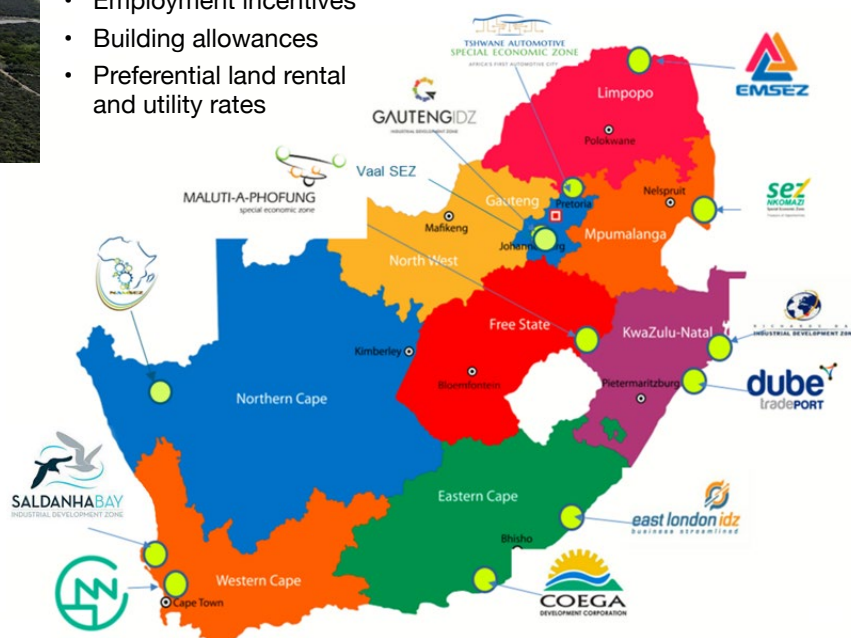 • Employment incentives
• Building allowances
• Preferential land rental
and utility rates
TSHWANE AUTOMOTIVE
SPECIAL ECONOMIC ZONE
AFRICA'S FIRST AUTOMOTIVE CITY
EMSEZ
Limpopo
Polokwane
GAUTENGIDZ
INDUSTRIAL DEVELOPMENT ZONE
Vaal SEZ
MALUTI-A-PHOFUNG
special economic zone
Gauteng
Pretoria
Nelspruit
sez
NKOMAZI
Special Economic Zone
Mafikeng
Johannesburg
Mpumalanga
North West
Free State
KwaZulu-Natal
INDUSTRIAL DEVELOPMENT ZONE
Kimberley
Bloemfontein
Pietermaritzburg
dube
tradePORT
Northern Cape
SALDANHABAY
INDUSTRIAL DEVELOPMENT ZONE
Eastern Cape
east london idz
business streamlined
Bhisho
Western Cape
Cape Town
COEGA
DEVELOPMENT CORPORATION